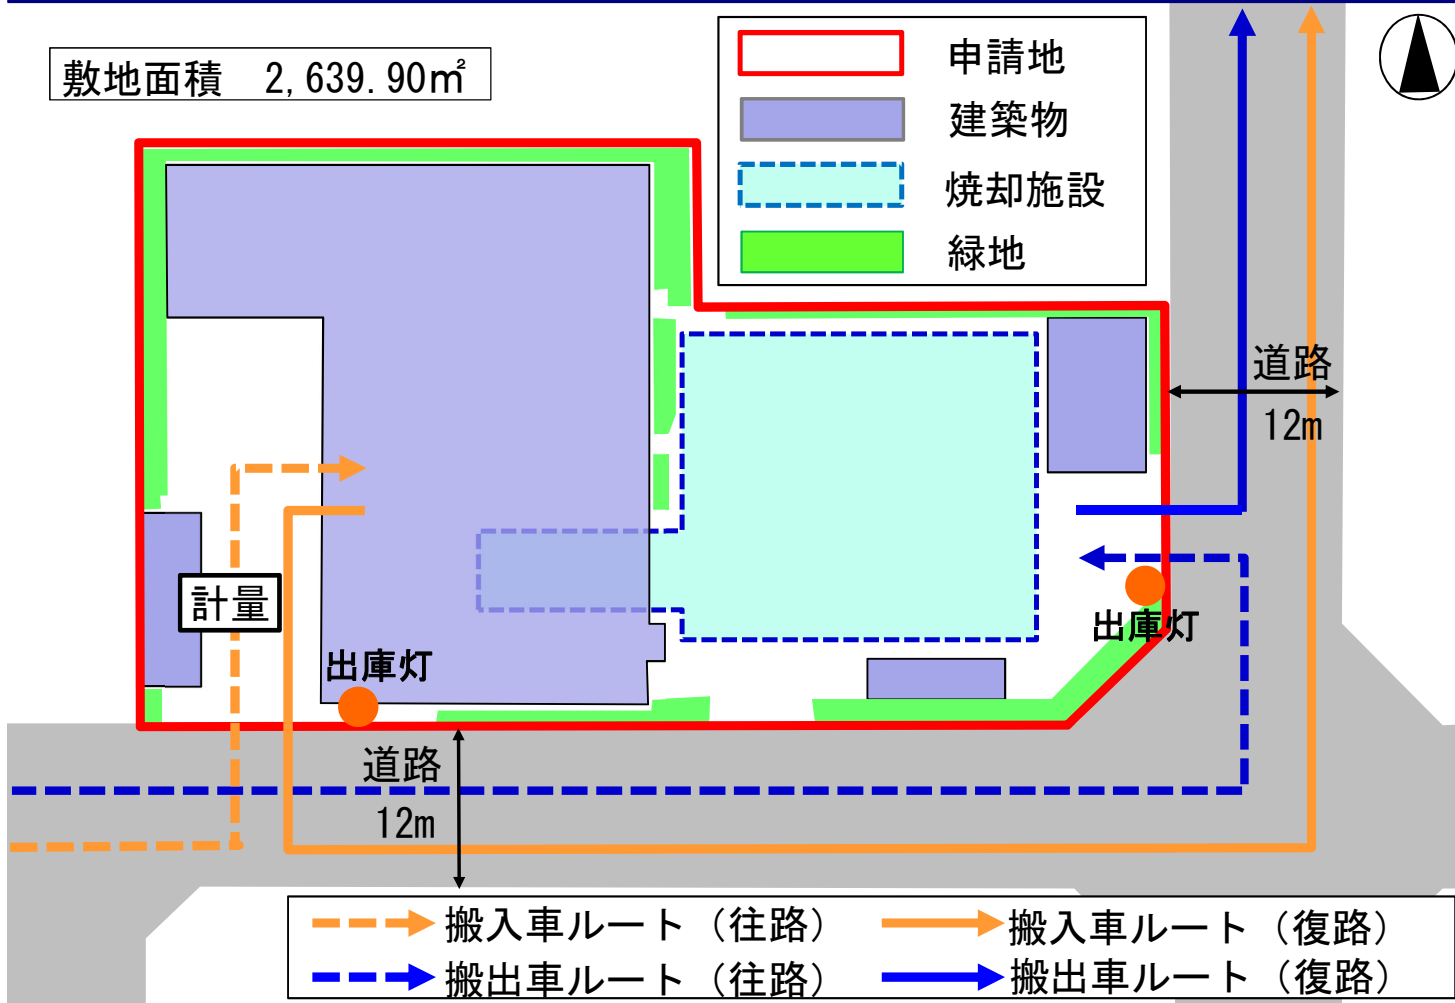 敷地面積 2,639.90㎡
申請地
建築物
焼却施設
緑地
道路
12m
計量
出庫灯
出庫灯
道路
12m
搬入車ルート（往路）
搬入車ルート（復路）
搬出車ルート（往路）
搬出車ルート（復路）